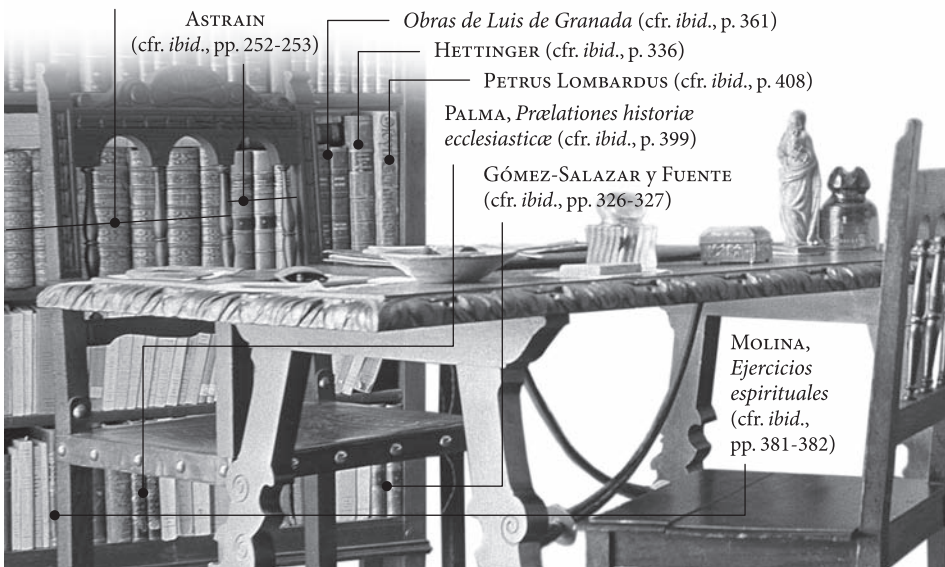 ASTRAIN
(cfr. ibid., pp. 252-253)
Obras de Luis de Granada (cfr. ibid., p. 361)
HETTINGER (cfr. ibid., p. 336)
PETRUS LOMBARDUS (cfr. ibid., p. 408)
PALMA, Prælationes historiæ
ecclesiasticæ (cfr. ibid., p. 399)
GÓMEZ-SALAZAR y FUENTE
(cfr. ibid., pp. 326-327)
MOLINA,
Ejercicios
espirituales
(cfr. ibid.,
pp. 381-382)